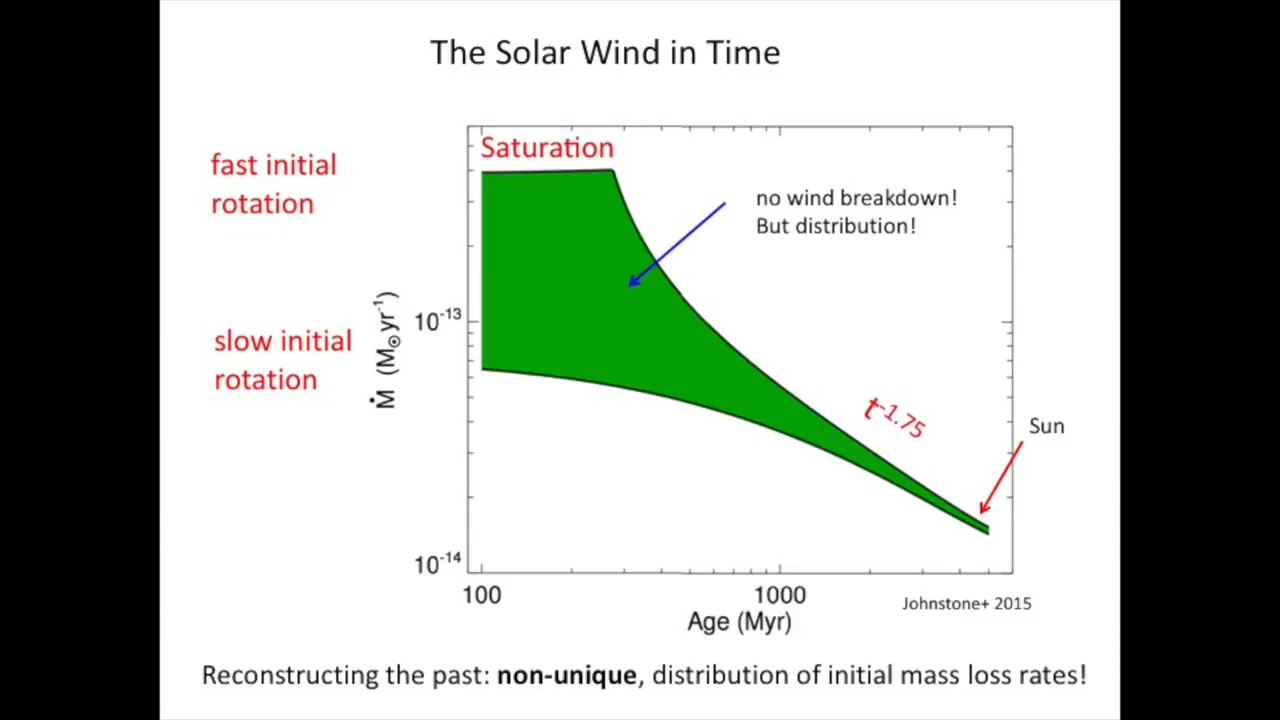 The Solar Wind in Time
Saturation
fast initial
rotation
no wind breakdown!
But distribution!
slow initial
rotation
10⁻¹³
Ṁ (M☉yr⁻¹)
t⁻¹·⁷⁵
Sun
10⁻¹⁴
100
1000
Johnstone+ 2015
Age (Myr)
Reconstructing the past: non-unique, distribution of initial mass loss rates!